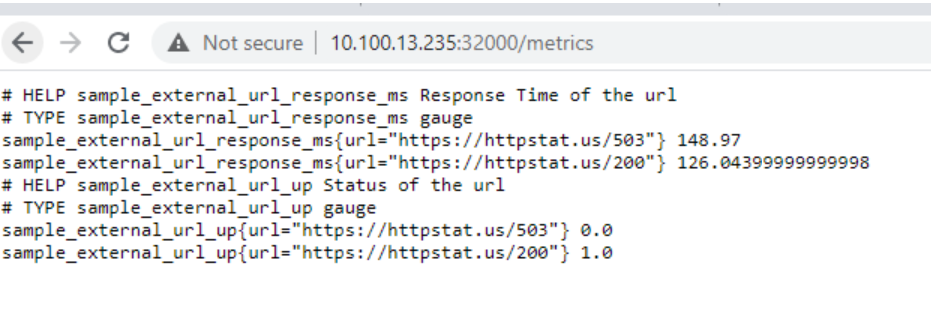 Not secure | 10.100.13.235:32000/metrics
# HELP sample_external_url_response_ms Response Time of the url
# TYPE sample_external_url_response_ms gauge
sample_external_url_response_ms{url="https://httpstat.us/503"} 148.97
sample_external_url_response_ms{url="https://httpstat.us/200"} 126.04399999999998
# HELP sample_external_url_up Status of the url
# TYPE sample_external_url_up gauge
sample_external_url_up{url="https://httpstat.us/503"} 0.0
sample_external_url_up{url="https://httpstat.us/200"} 1.0